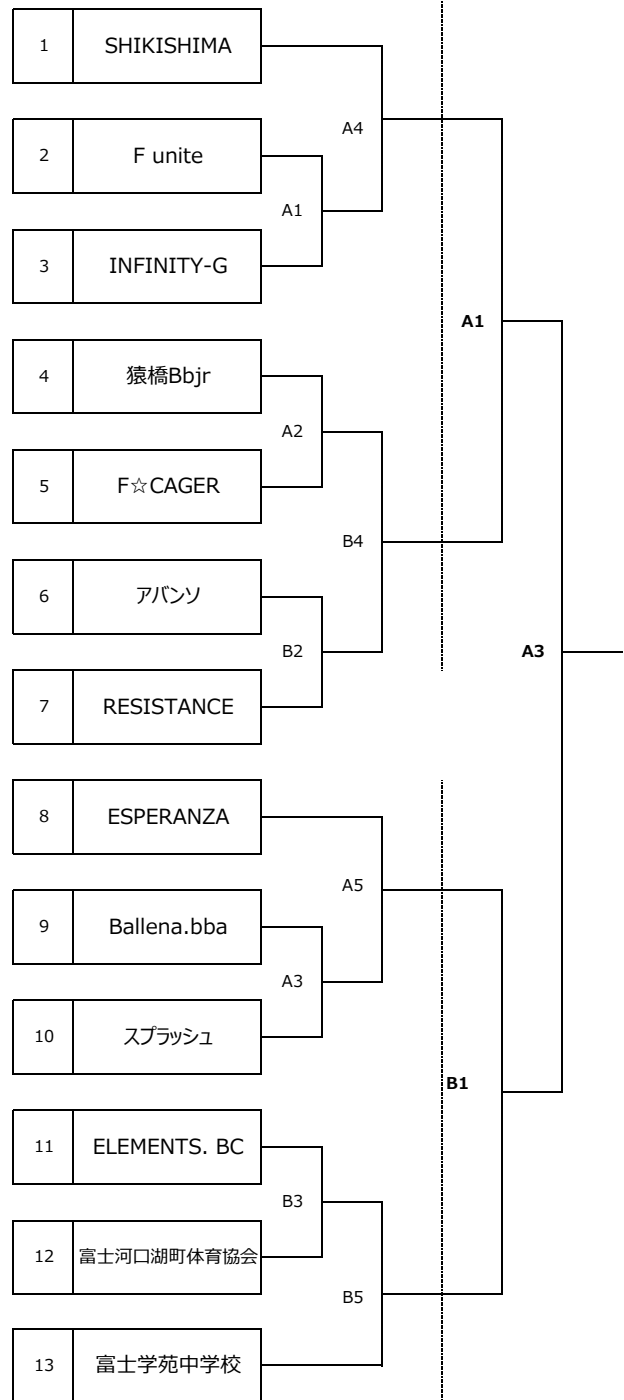 1 SHIKISHIMA
A4
2 F unite
A1
3 INFINITY-G
A1
4 猿橋Bbjr
A2
5 F☆CAGER
B4
6 アバンソ
B2
A3
7 RESISTANCE
8 ESPERANZA
A5
9 Ballena.bba
A3
10 スプラッシュ
B1
11 ELEMENTS. BC
B3
12 富士河口湖町体育協会
B5
13 富士学苑中学校